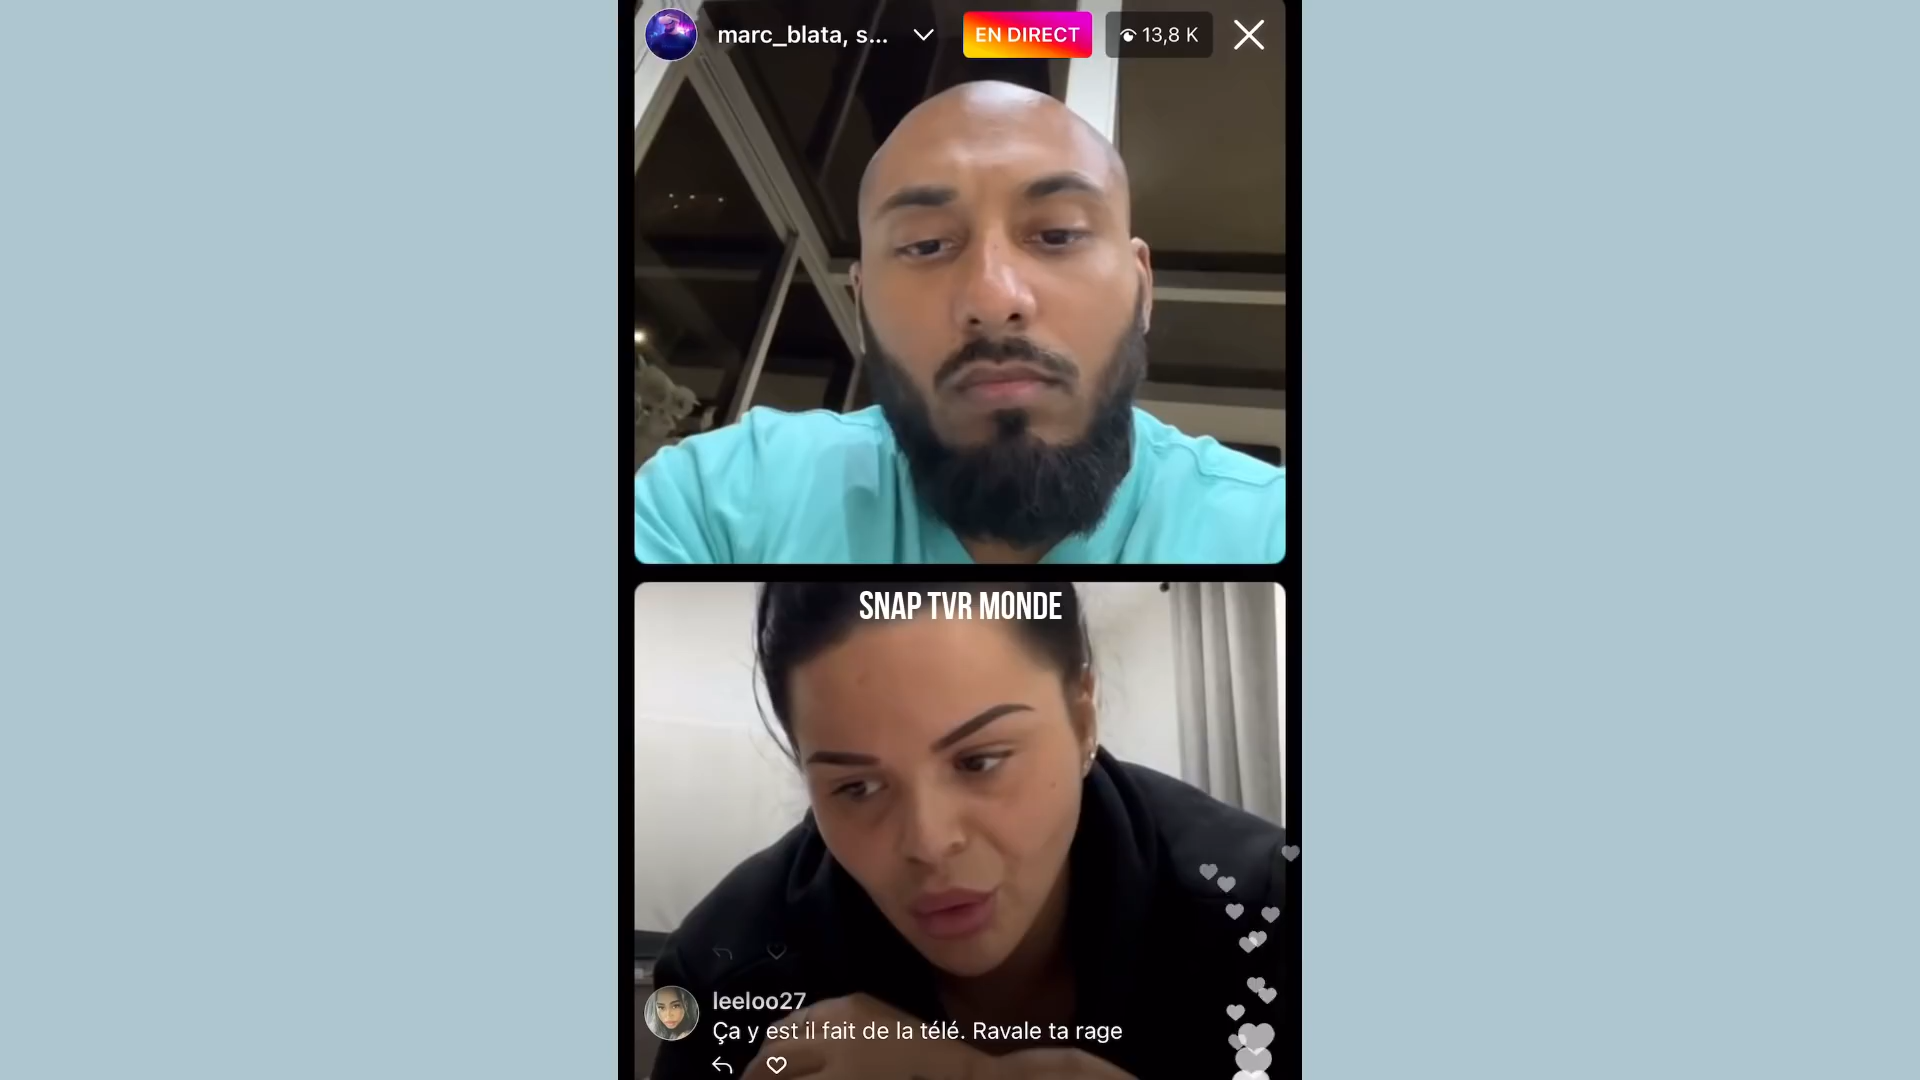 marc_blata, s...
EN DIRECT
13,8 K
SNAP TVR MONDE
leeloo27
Ça y est il fait de la télé. Ravale ta rage